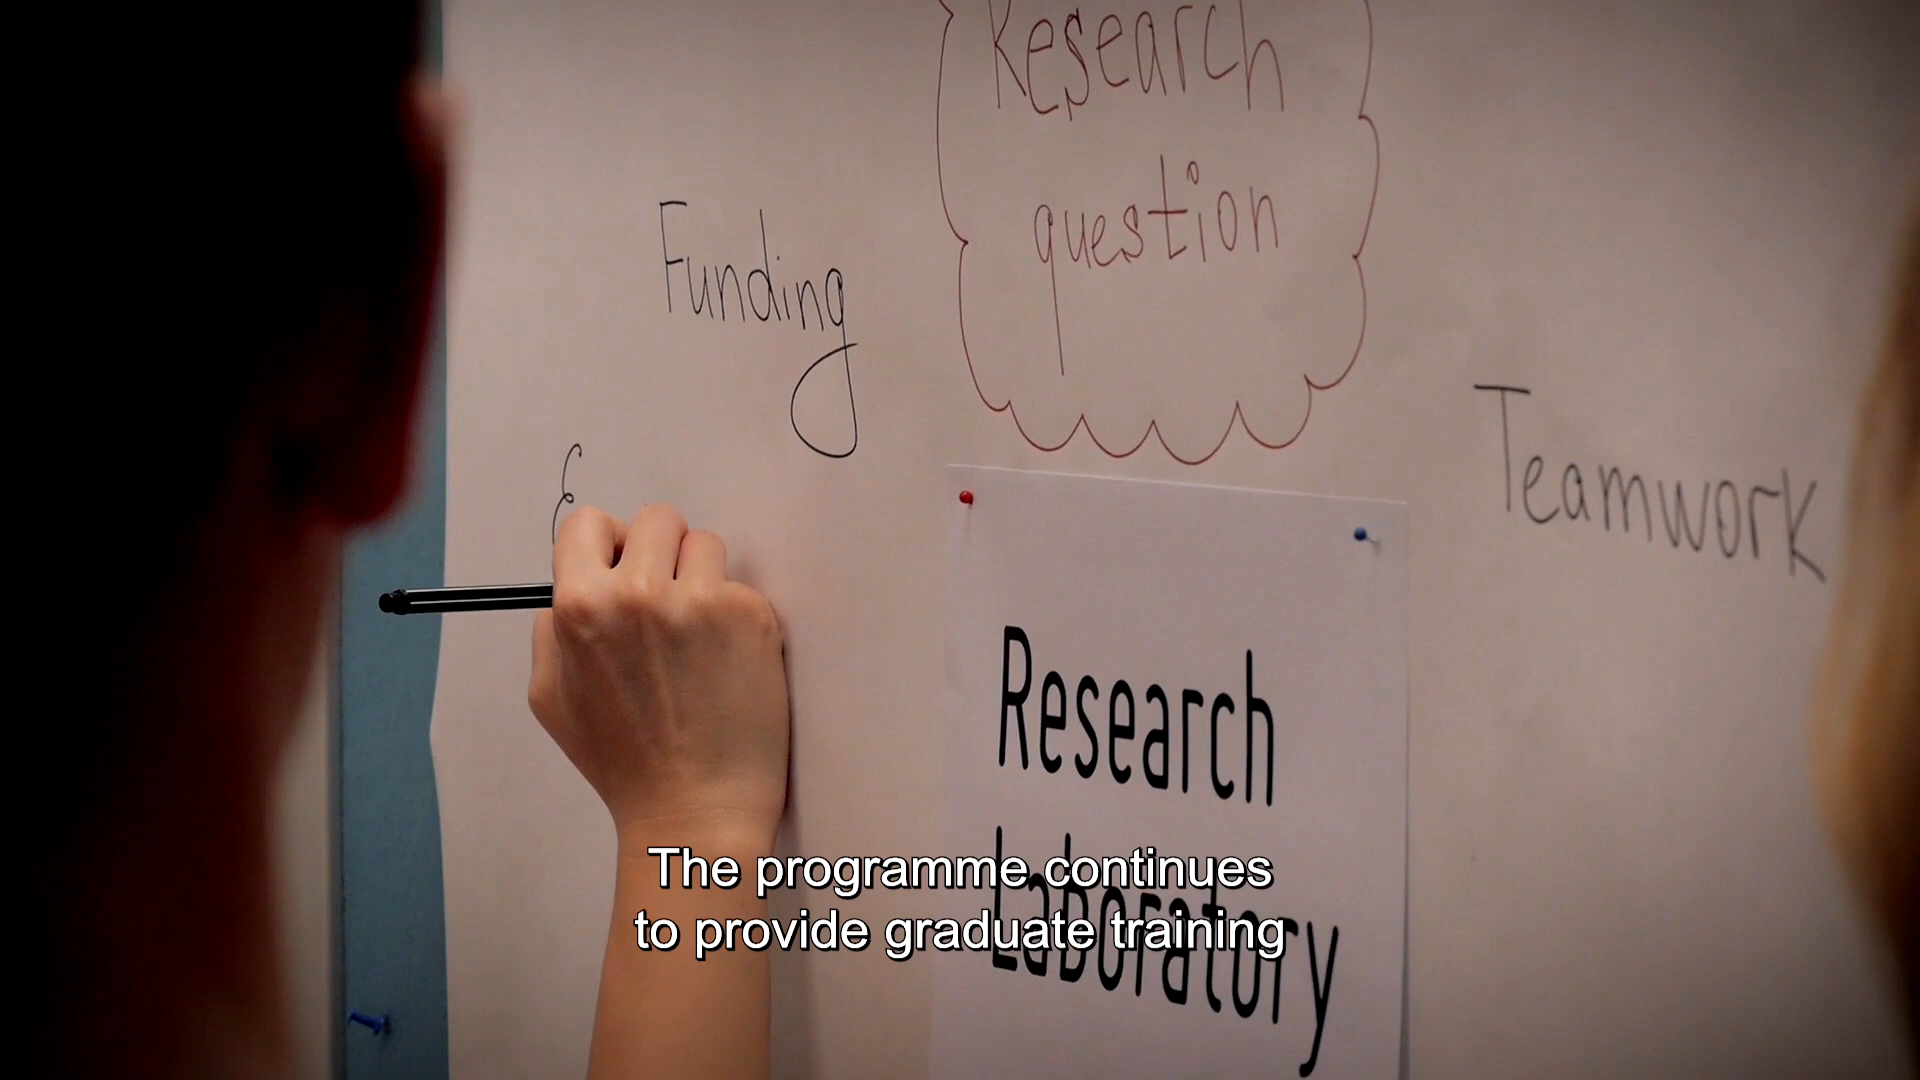 Research
question
Funding
Teamwork
Research
Laboratory
The programme continues
to provide graduate training